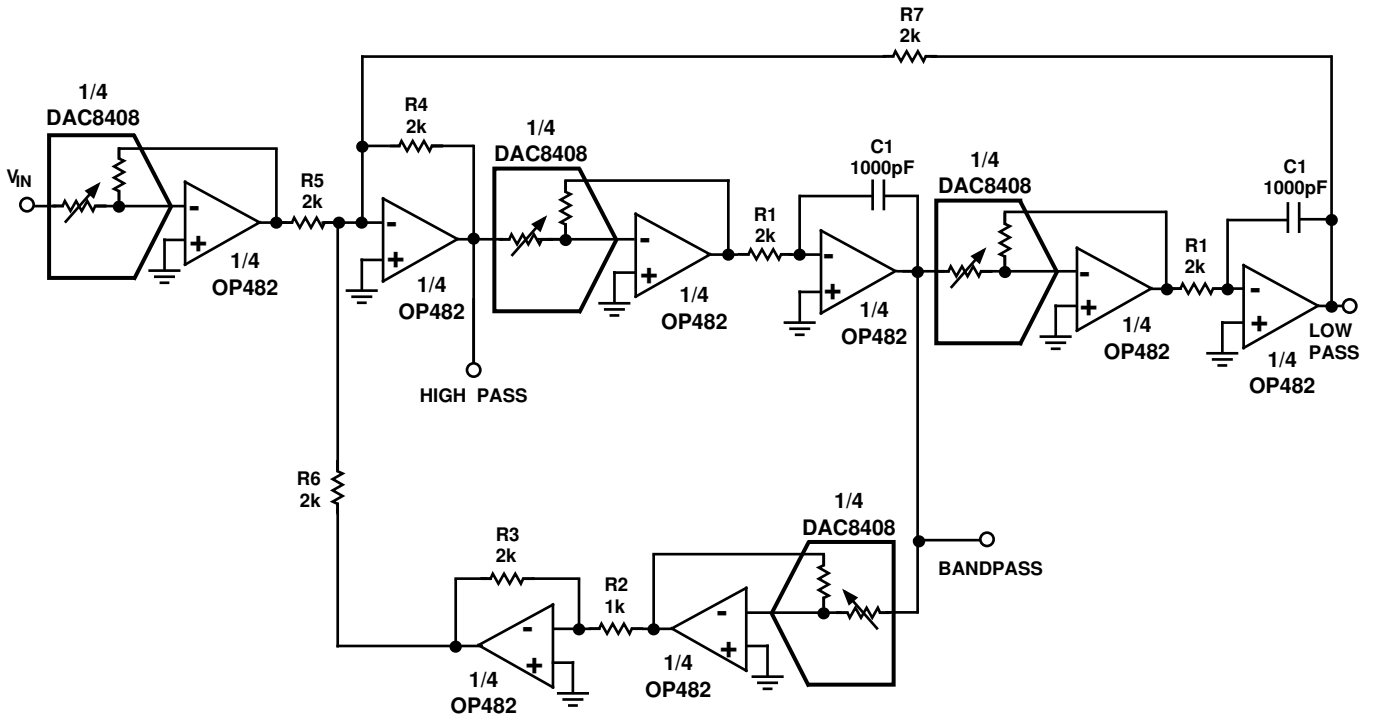 R7
2k
1/4
DAC8408
R4
2k
1/4
DAC8408
C1
1000pF
1/4
DAC8408
C1
1000pF
VIN
R5
2k
R1
2k
R1
2k
-
+
-
+
-
+
-
+
-
+
-
+
1/4
OP482
1/4
OP482
1/4
OP482
1/4
OP482
1/4
OP482
1/4
OP482
LOW
PASS
HIGH PASS
R6
2k
1/4
DAC8408
R3
2k
R2
1k
BANDPASS
-
+
-
+
1/4
OP482
1/4
OP482